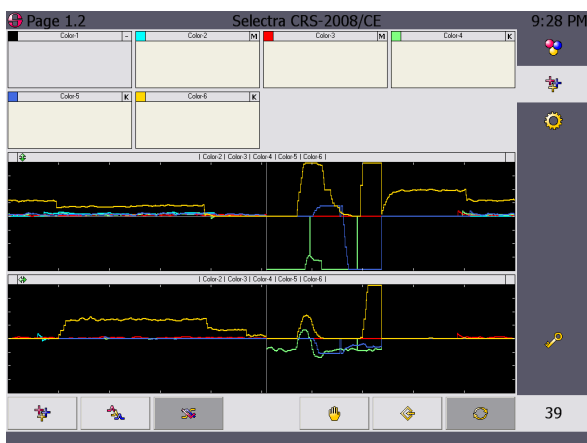 Page 1.2 Selectra CRS-2008/CE 9:28 PM
Color-1 - Color-2 M Color-3 M Color-4 K
Color-5 K Color-6 K
| Color-2 | Color-3 | Color-4 | Color-5 | Color-6 |
| Color-2 | Color-3 | Color-4 | Color-5 | Color-6 |
39